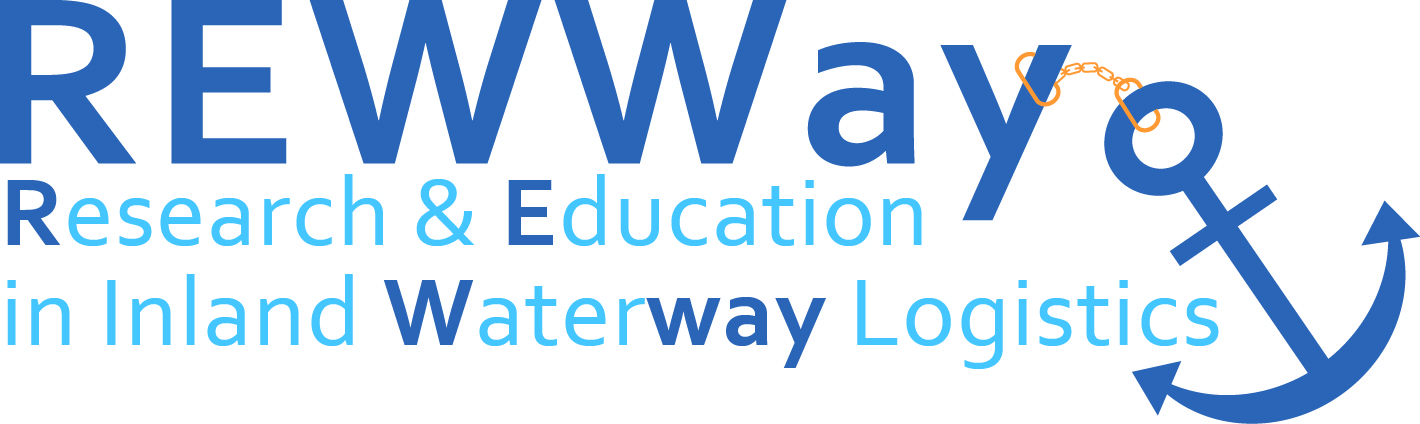 REWWay
Research & Education
in Inland Waterway Logistics